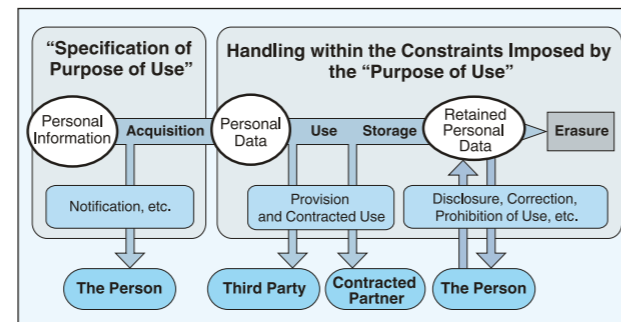 “Specification of
Purpose of Use”
Handling within the Constraints Imposed by
the “Purpose of Use”
Personal
Information
Acquisition
Personal
Data
Use
Storage
Retained
Personal
Data
Erasure
Notification, etc.
Provision
and Contracted Use
Disclosure, Correction,
Prohibition of Use, etc.
The Person
Third Party
Contracted
Partner
The Person